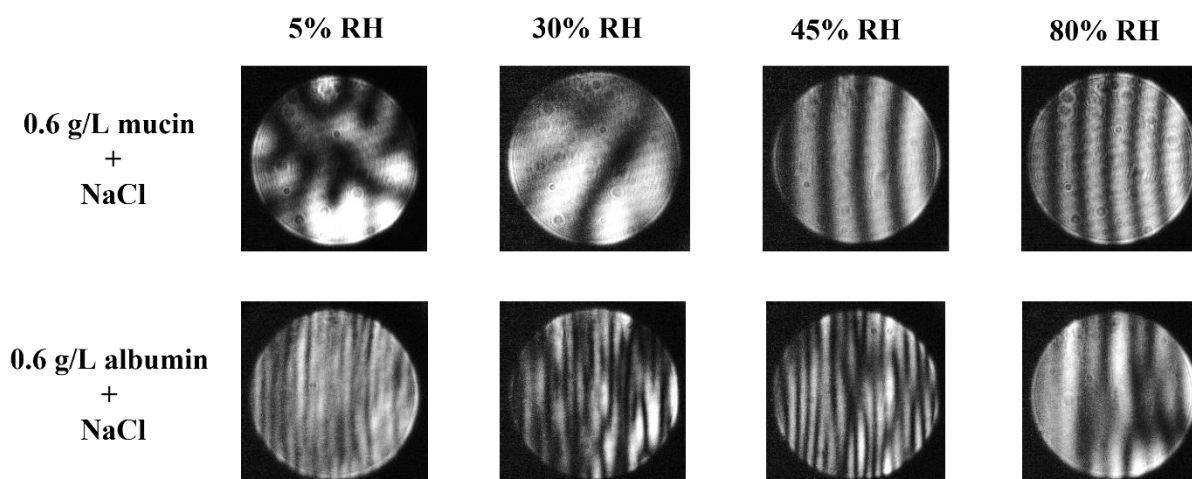 5% RH 30% RH 45% RH 80% RH
0.6 g/L mucin
+
NaCl
0.6 g/L albumin
+
NaCl